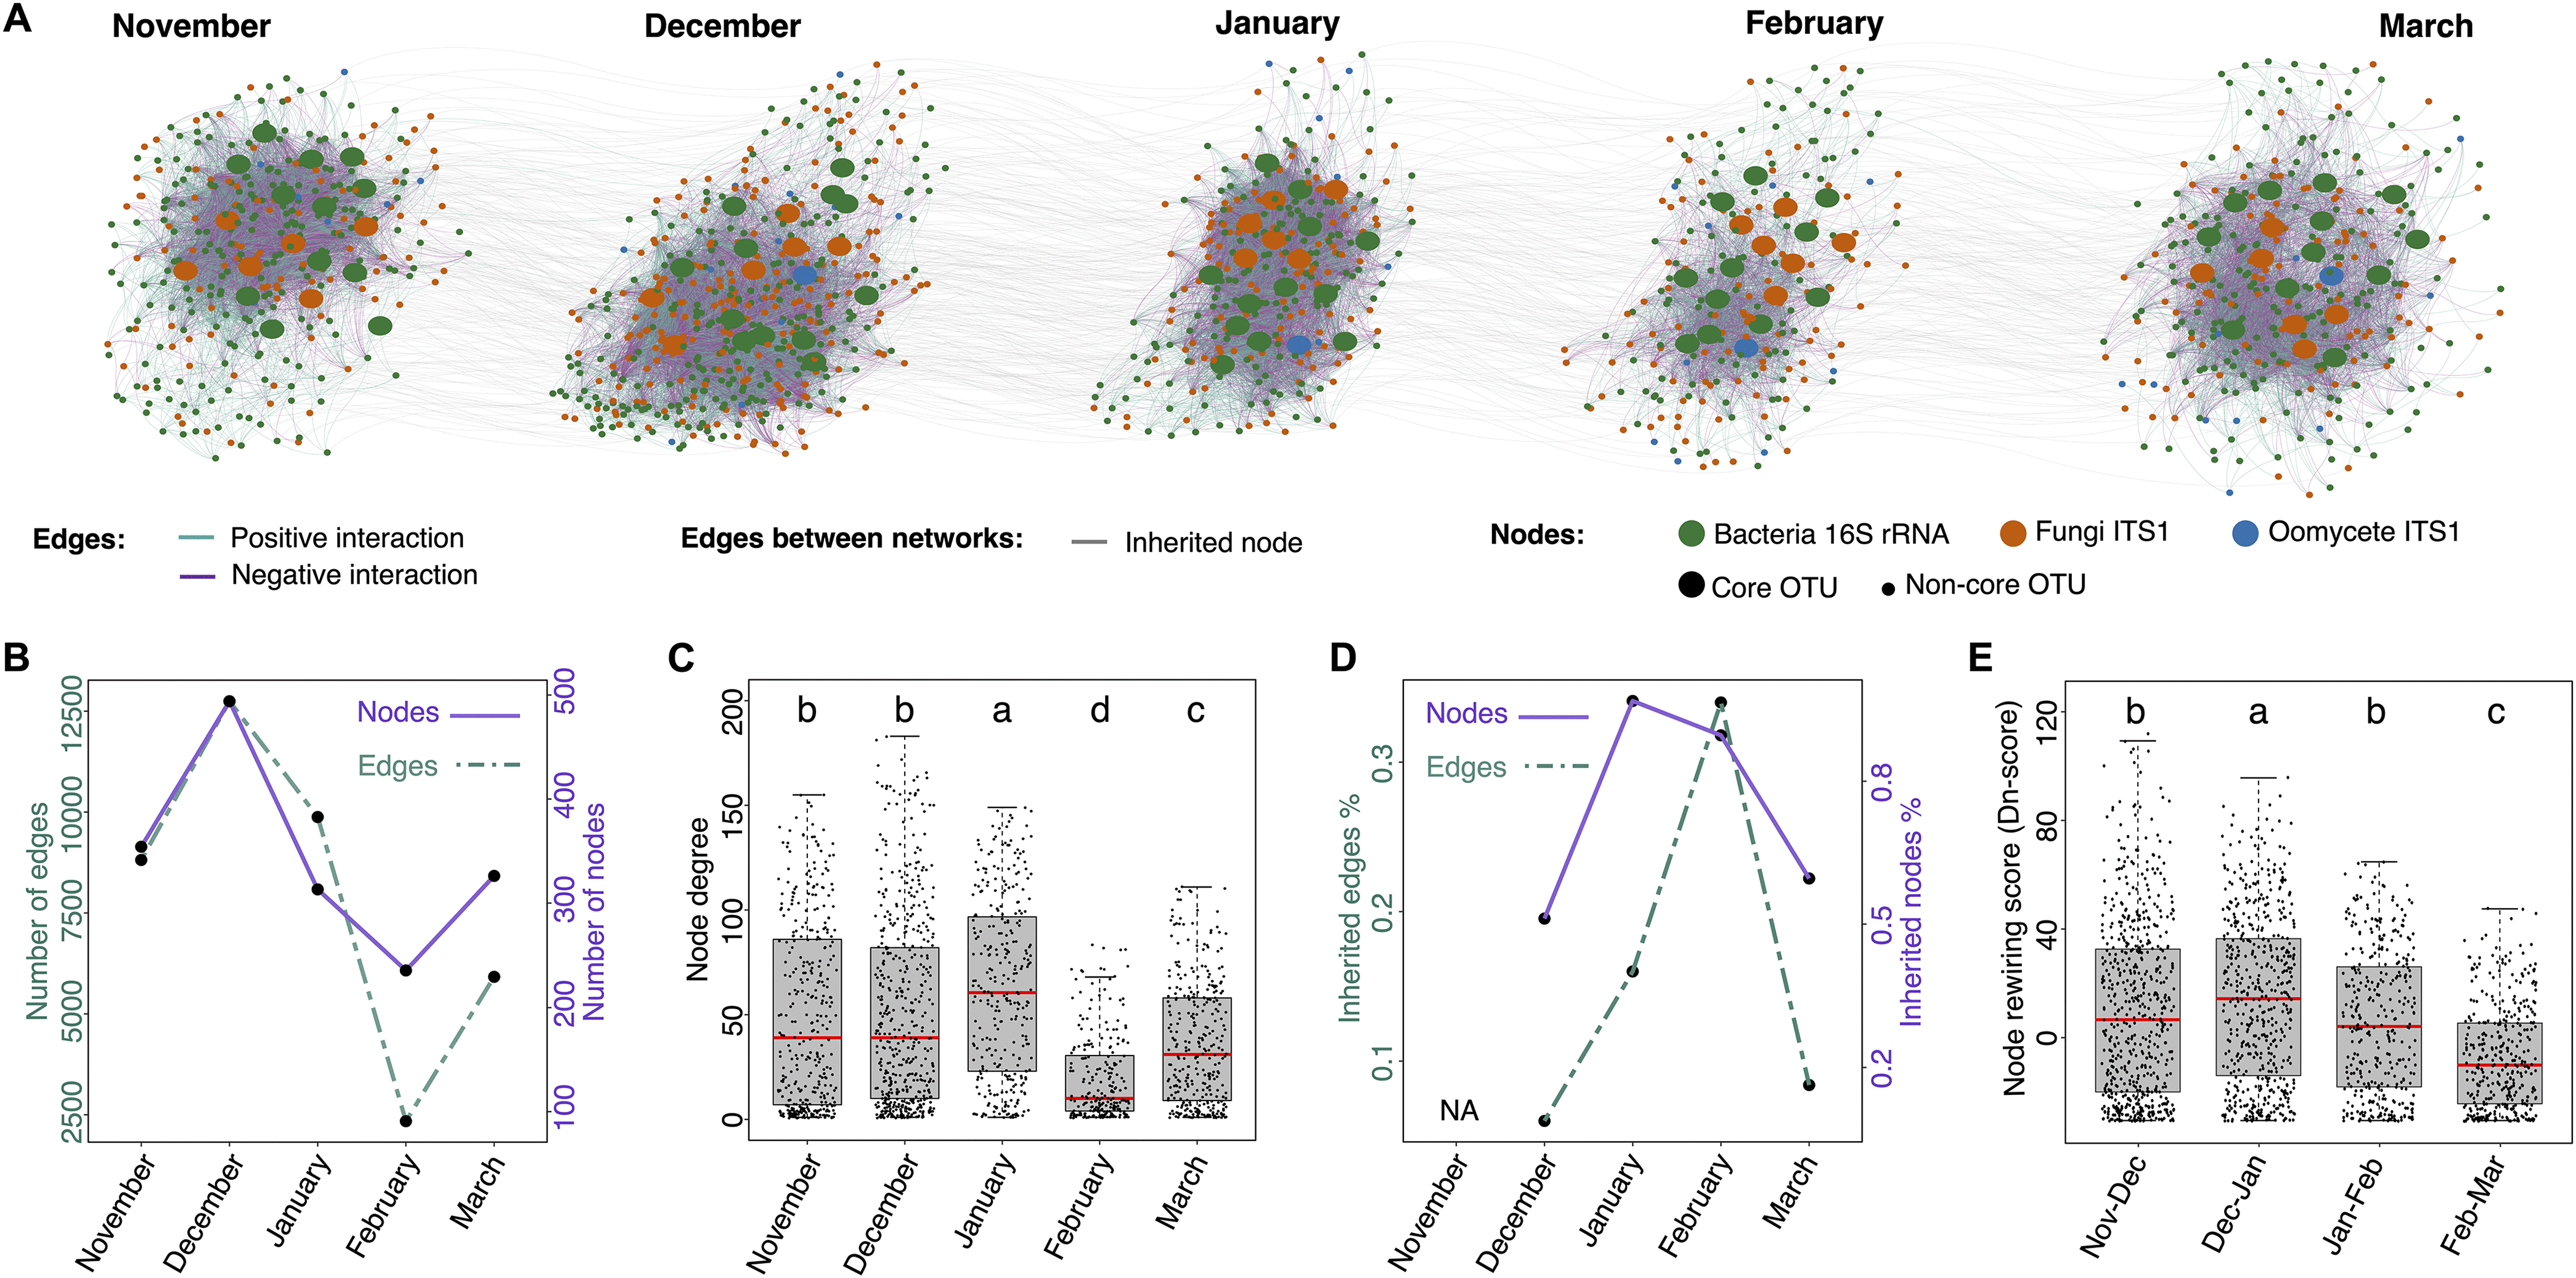 A
November December January February March
Edges: Positive interaction Edges between networks: Inherited node Nodes: Bacteria 16S rRNA Fungi ITS1 Oomycete ITS1
Negative interaction Core OTU Non-core OTU
B
Number of edges
2500 5000 7500 10000 12500
Nodes
Edges
100 200 300 400 500
Number of nodes
November December January February March
C
Node degree
0 50 100 150 200
b b a d c
November December January February March
D
Inherited edges %
0.1 0.2 0.3
Nodes
Edges
NA
0.2 0.5 0.8
Inherited nodes %
November December January February March
E
Node rewiring score (Dn-score)
0 40 80 120
b a b c
Nov-Dec Dec-Jan Jan-Feb Feb-Mar